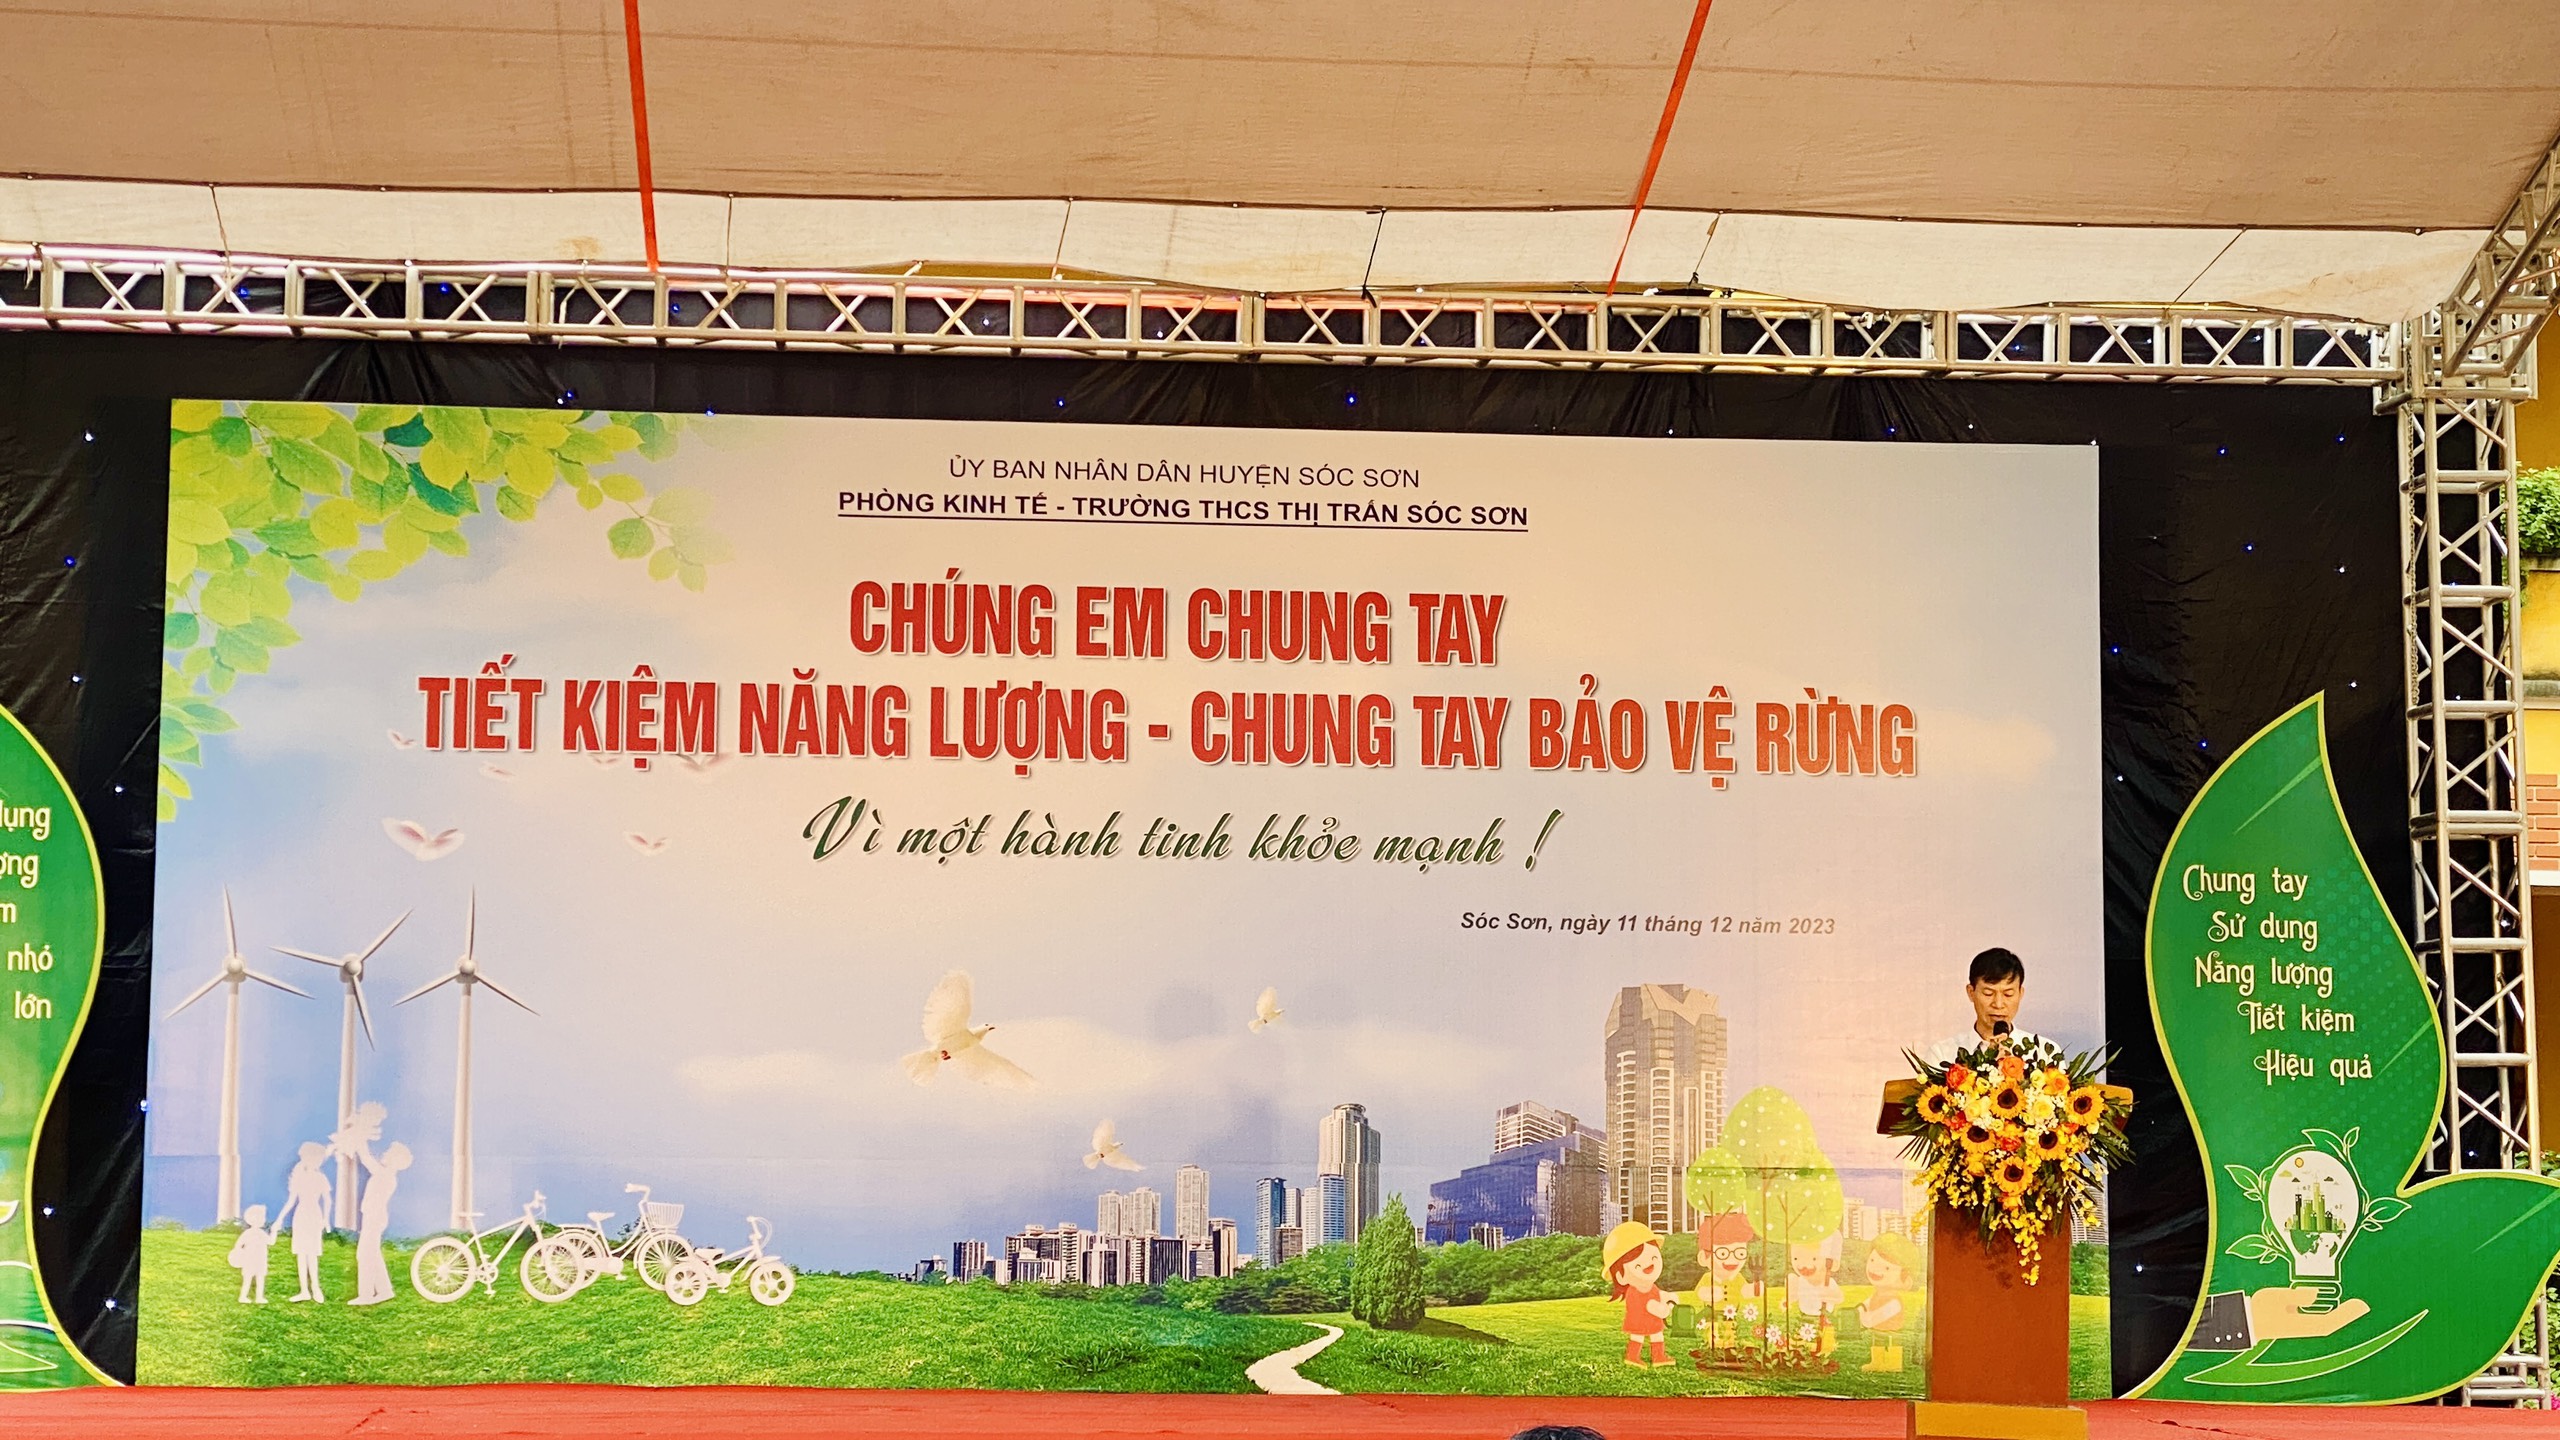 ỦY BAN NHÂN DÂN HUYỆN SÓC SƠN
PHÒNG KINH TẾ - TRƯỜNG THCS THỊ TRẤN SÓC SƠN
CHÚNG EM CHUNG TAY
TIẾT KIỆM NĂNG LƯỢNG - CHUNG TAY BẢO VỆ RỪNG
Vì một hành tinh khỏe mạnh !
Sóc Sơn, ngày 11 tháng 12 năm 2023
nhỏ
lớn
Chung tay
Sử dụng
Năng lượng
Tiết kiệm
Hiệu quả